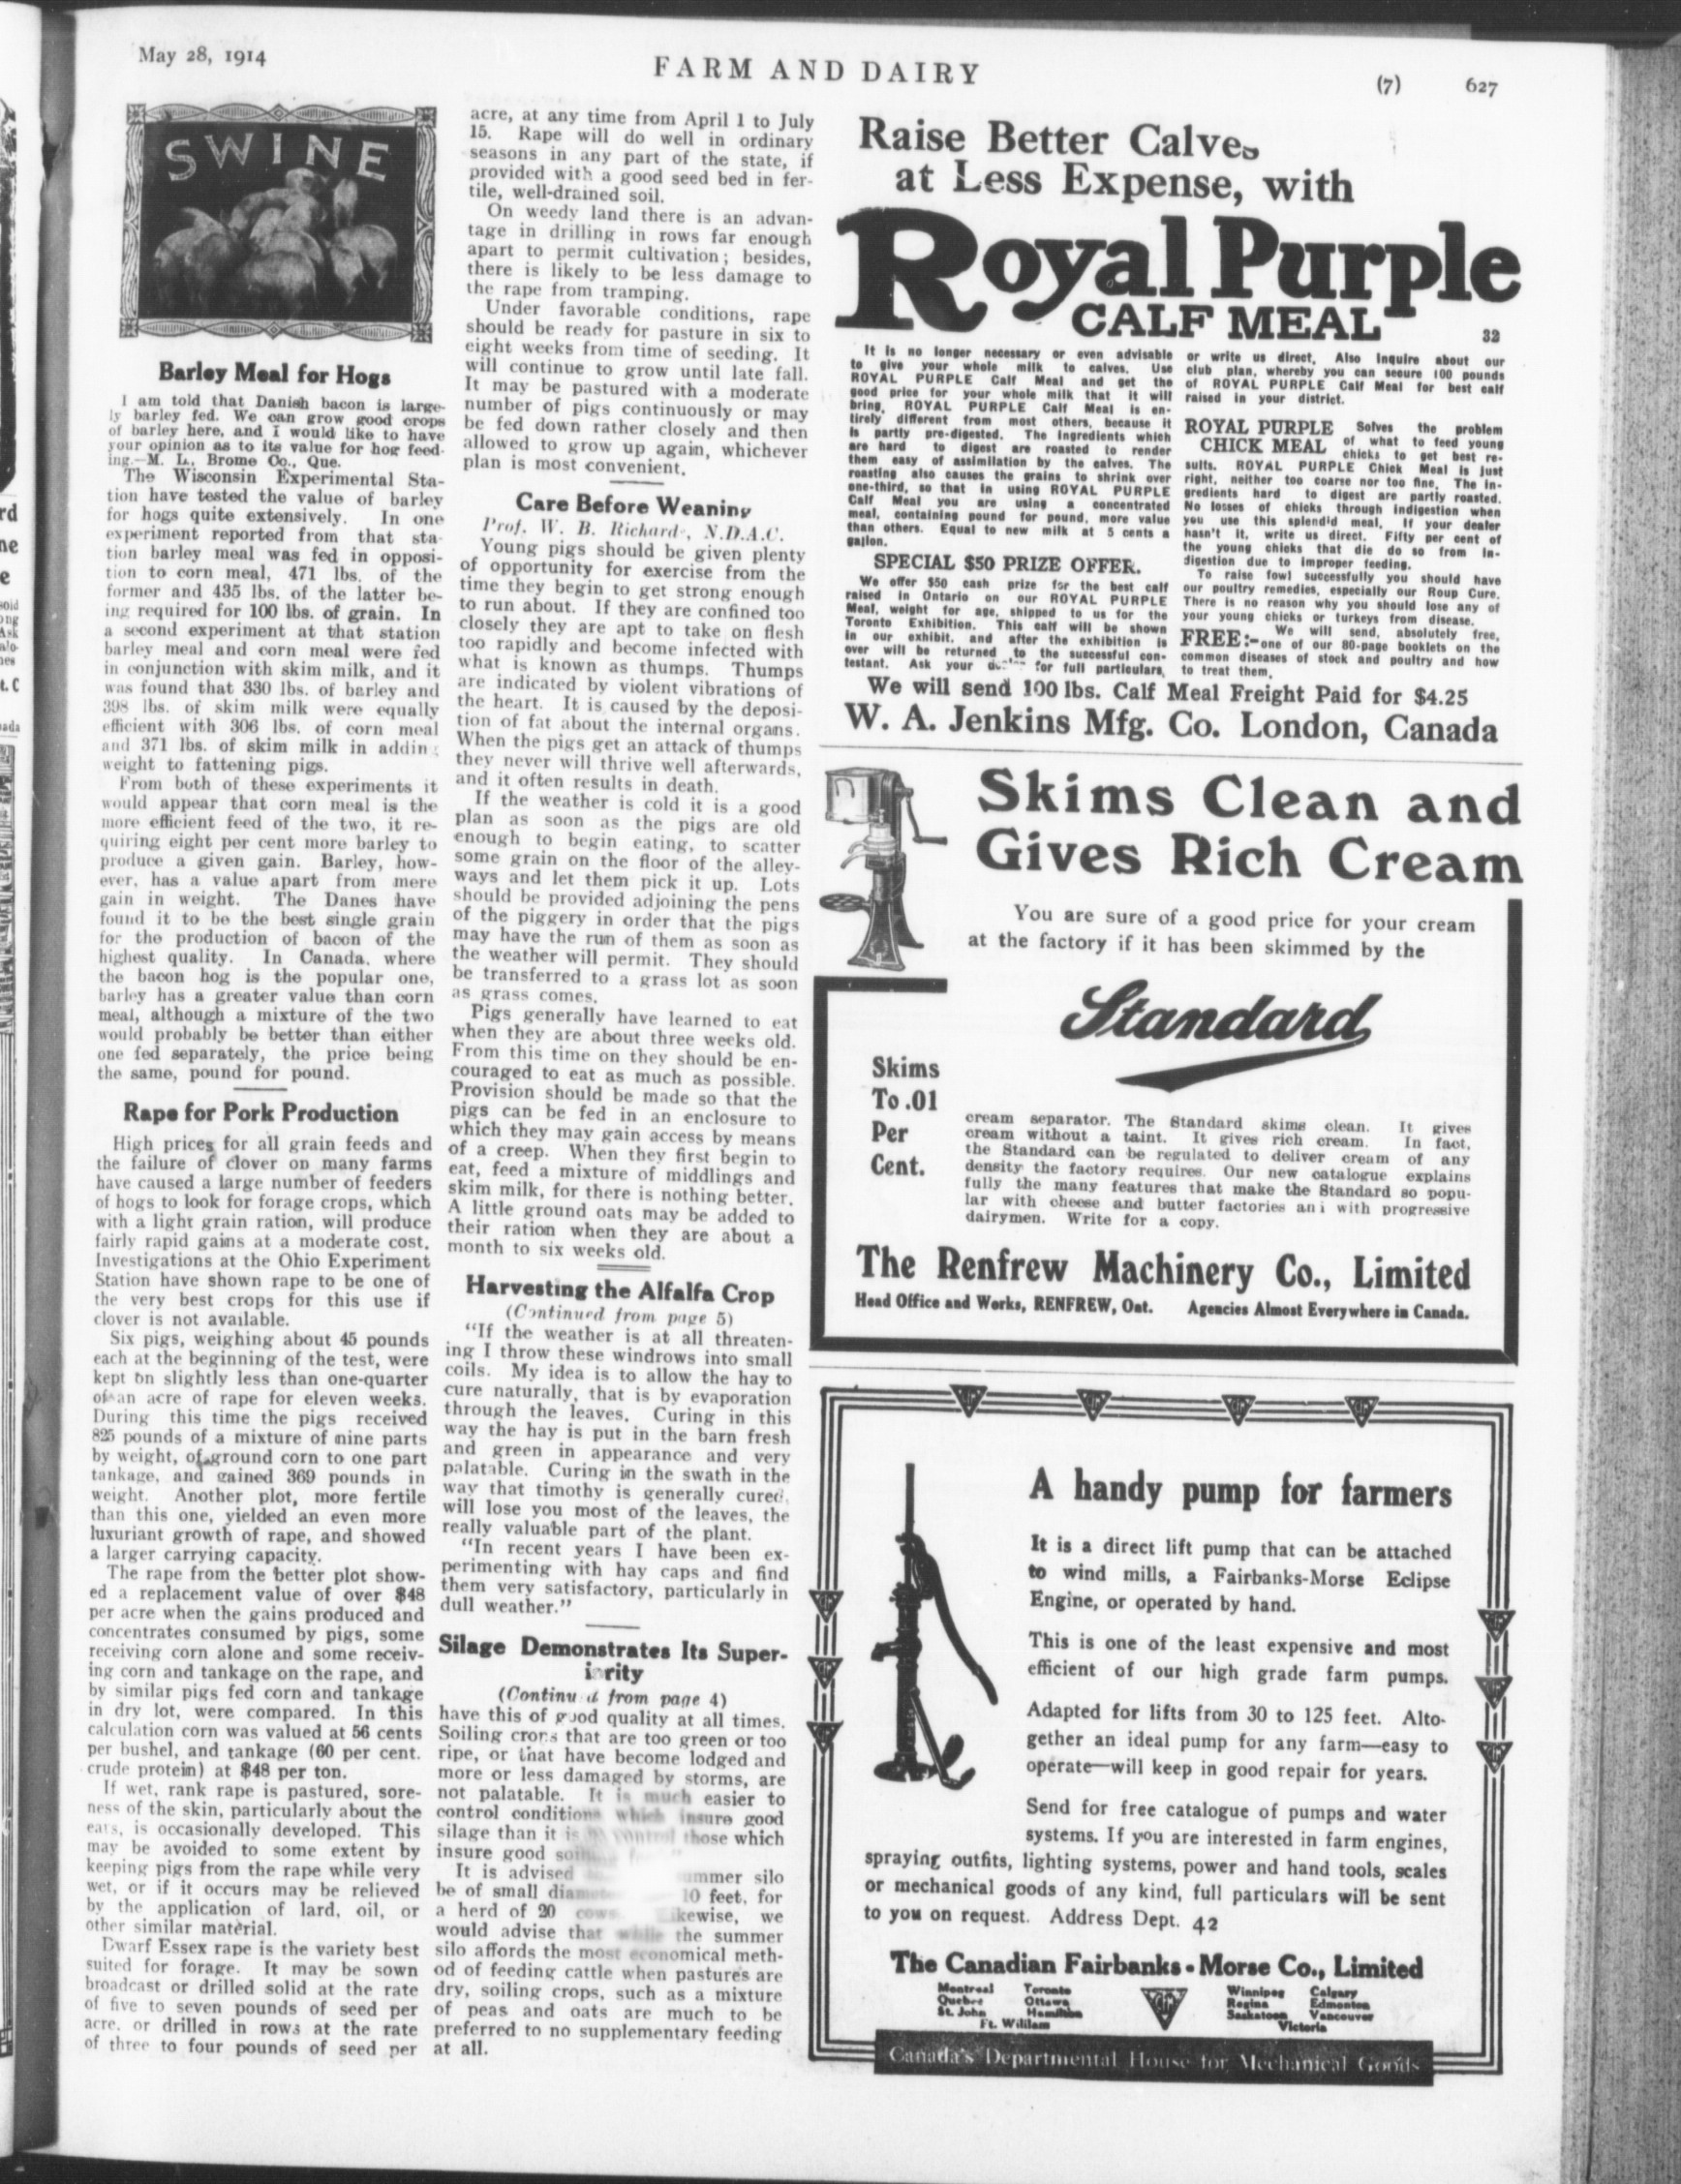 May 28, 1914
FARM AND DAIRY
(7)
627
SWINE
Barley Meal for Hogs
I am told that Danish bacon is large-
ly barley fed. We can grow good crops
of barley here, and I would like to have
your opinion as to its value for hog feed-
ing.—M. L., Brome Co., Que.
The Wisconsin Experimental Sta-
tion have tested the value of barley
for hogs quite extensively. In one
experiment reported from that sta-
tion barley meal was fed in opposi-
tion to corn meal, 471 lbs. of the
former and 435 lbs. of the latter be-
ing required for 100 lbs. of grain. In
a second experiment at that station
barley meal and corn meal were fed
in conjunction with skim milk, and it
was found that 330 lbs. of barley and
398 lbs. of skim milk were equally
efficient with 306 lbs. of corn meal
and 371 lbs. of skim milk in adding
weight to fattening pigs.
From both of these experiments it
would appear that corn meal is the
more efficient feed of the two, it re-
quiring eight per cent more barley to
produce a given gain. Barley, how-
ever, has a value apart from mere
gain in weight. The Danes have
found it to be the best single grain
for the production of bacon of the
highest quality. In Canada, where
the bacon hog is the popular one,
barley has a greater value than corn
meal, although a mixture of the two
would probably be better than either
one fed separately, the price being
the same, pound for pound.
Rape for Pork Production
High prices for all grain feeds and
the failure of clover on many farms
have caused a large number of feeders
of hogs to look for forage crops, which
with a light grain ration, will produce
fairly rapid gains at a moderate cost.
Investigations at the Ohio Experiment
Station have shown rape to be one of
the very best crops for this use if
clover is not available.
Six pigs, weighing about 45 pounds
each at the beginning of the test, were
kept on slightly less than one-quarter
of an acre of rape for eleven weeks.
During this time the pigs received
825 pounds of a mixture of nine parts
by weight, of ground corn to one part
tankage, and gained 369 pounds in
weight. Another plot, more fertile
than this one, yielded an even more
luxuriant growth of rape, and showed
a larger carrying capacity.
The rape from the better plot show-
ed a replacement value of over $48
per acre when the gains produced and
concentrates consumed by pigs, some
receiving corn alone and some receiv-
ing corn and tankage on the rape, and
by similar pigs fed corn and tankage
in dry lot, were compared. In this
calculation corn was valued at 56 cents
per bushel, and tankage (60 per cent.
crude protein) at $48 per ton.
If wet, rank rape is pastured, sore-
ness of the skin, particularly about the
ears, is occasionally developed. This
may be avoided to some extent by
keeping pigs from the rape while very
wet, or if it occurs may be relieved
by the application of lard, oil, or
other similar material.
Dwarf Essex rape is the variety best
suited for forage. It may be sown
broadcast or drilled solid at the rate
of five to seven pounds of seed per
acre, or drilled in rows at the rate
of three to four pounds of seed per
acre, at any time from April 1 to July
15. Rape will do well in ordinary
seasons in any part of the state, if
provided with a good seed bed in fer-
tile, well-drained soil.
On weedy land there is an advan-
tage in drilling in rows far enough
apart to permit cultivation; besides,
there is likely to be less damage to
the rape from tramping.
Under favorable conditions, rape
should be ready for pasture in six to
eight weeks from time of seeding. It
will continue to grow until late fall.
It may be pastured with a moderate
number of pigs continuously or may
be fed down rather closely and then
allowed to grow up again, whichever
plan is most convenient.
Care Before Weaning
Prof. W. B. Richards, N.D.A.C.
Young pigs should be given plenty
of opportunity for exercise from the
time they begin to get strong enough
to run about. If they are confined too
closely they are apt to take on flesh
too rapidly and become infected with
what is known as thumps. Thumps
are indicated by violent vibrations of
the heart. It is caused by the deposi-
tion of fat about the internal organs.
When the pigs get an attack of thumps
they never will thrive well afterwards,
and it often results in death.
If the weather is cold it is a good
plan as soon as the pigs are old
enough to begin eating, to scatter
some grain on the floor of the alley-
ways and let them pick it up. Lots
should be provided adjoining the pens
of the piggery in order that the pigs
may have the run of them as soon as
the weather will permit. They should
be transferred to a grass lot as soon
as grass comes.
Pigs generally have learned to eat
when they are about three weeks old.
From this time on they should be en-
couraged to eat as much as possible.
Provision should be made so that the
pigs can be fed in an enclosure to
which they may gain access by means
of a creep. When they first begin to
eat, feed a mixture of middlings and
skim milk, for there is nothing better.
A little ground oats may be added to
their ration when they are about a
month to six weeks old.
Harvesting the Alfalfa Crop
(Continued from page 5)
"If the weather is at all threaten-
ing I throw these windrows into small
coils. My idea is to allow the hay to
cure naturally, that is by evaporation
through the leaves. Curing in this
way the hay is put in the barn fresh
and green in appearance and very
palatable. Curing in the swath in the
way that timothy is generally cured,
will lose you most of the leaves, the
really valuable part of the plant.
"In recent years I have been ex-
perimenting with hay caps and find
them very satisfactory, particularly in
dull weather."
Silage Demonstrates Its Super-
iority
(Continued from page 4)
have this of good quality at all times.
Soiling crops that are too green or too
ripe, or that have become lodged and
more or less damaged by storms, are
not palatable. It is much easier to
control conditions which insure good
silage than it is to control those which
insure good soiling
It is advised summer silo
be of small diameter 10 feet, for
a herd of 20 cows. Likewise, we
would advise that while the summer
silo affords the most economical meth-
od of feeding cattle when pastures are
dry, soiling crops, such as a mixture
of peas and oats are much to be
preferred to no supplementary feeding
at all.
Raise Better Calves
at Less Expense, with
Royal Purple
CALF MEAL
32
It is no longer necessary or even advisable
to give your whole milk to calves. Use
ROYAL PURPLE Calf Meal and get the
good price for your whole milk that it will
bring. ROYAL PURPLE Calf Meal is en-
tirely different from most others, because it
is partly pre-digested. The ingredients which
are hard to digest are roasted to render
them easy of assimilation by the calves. The
roasting also causes the grains to shrink over
one-third, so that in using ROYAL PURPLE
Calf Meal you are using a concentrated
meal, containing pound for pound, more value
than others. Equal to new milk at 5 cents a
gallon.
SPECIAL $50 PRIZE OFFER.
We offer $50 cash prize for the best calf
raised in Ontario on our ROYAL PURPLE
Meal, weight for age, shipped to us for the
Toronto Exhibition. This calf will be shown
in our exhibit, and after the exhibition is
over will be returned to the successful con-
testant. Ask your dealer for full particulars,
or write us direct. Also inquire about our
club plan, whereby you can secure 100 pounds
of ROYAL PURPLE Calf Meal for best calf
raised in your district.
ROYAL PURPLE CHICK MEAL Solves the problem
of what to feed young
chicks to get best re-
sults. ROYAL PURPLE Chick Meal is just
right, neither too coarse nor too fine. The in-
gredients hard to digest are partly roasted.
No losses of chicks through indigestion when
you use this splendid meal. If your dealer
hasn't it, write us direct. Fifty per cent of
the young chicks that die do so from in-
digestion due to improper feeding.
To raise fowl successfully you should have
our poultry remedies, especially our Roup Cure.
There is no reason why you should lose any of
your young chicks or turkeys from disease.
FREE:— We will send, absolutely free,
one of our 80-page booklets on the
common diseases of stock and poultry and how
to treat them.
We will send 100 lbs. Calf Meal Freight Paid for $4.25
W. A. Jenkins Mfg. Co. London, Canada
Skims Clean and
Gives Rich Cream
You are sure of a good price for your cream
at the factory if it has been skimmed by the
Standard
Skims
To .01
Per
Cent.
cream separator. The Standard skims clean. It gives
cream without a taint. It gives rich cream. In fact,
the Standard can be regulated to deliver cream of any
density the factory requires. Our new catalogue explains
fully the many features that make the Standard so popu-
lar with cheese and butter factories and with progressive
dairymen. Write for a copy.
The Renfrew Machinery Co., Limited
Head Office and Works, RENFREW, Ont. Agencies Almost Everywhere in Canada.
A handy pump for farmers
It is a direct lift pump that can be attached
to wind mills, a Fairbanks-Morse Eclipse
Engine, or operated by hand.
This is one of the least expensive and most
efficient of our high grade farm pumps.
Adapted for lifts from 30 to 125 feet. Alto-
gether an ideal pump for any farm—easy to
operate—will keep in good repair for years.
Send for free catalogue of pumps and water
systems. If you are interested in farm engines,
spraying outfits, lighting systems, power and hand tools, scales
or mechanical goods of any kind, full particulars will be sent
to you on request. Address Dept. 42
The Canadian Fairbanks-Morse Co., Limited
Montreal Toronto Winnipeg Calgary
Quebec Ottawa Regina Edmonton
St. John Hamilton Saskatoon Vancouver
Ft. William Victoria
Canada's Departmental House for Mechanical Goods